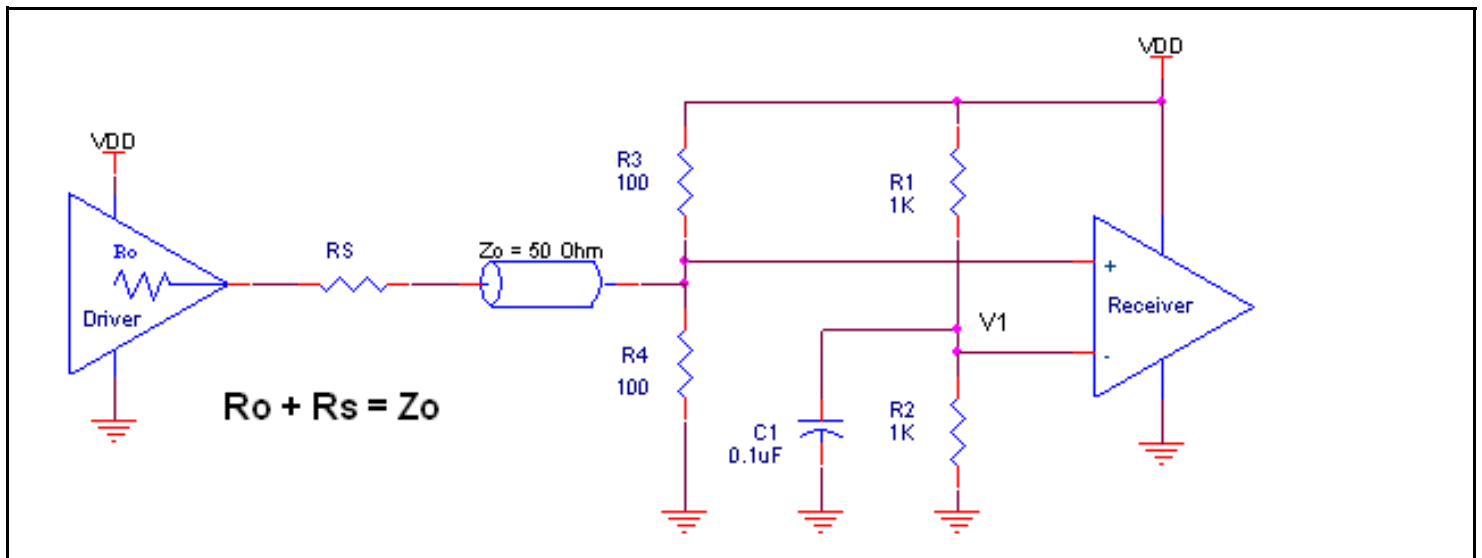 VDD
VDD
R3
100
R1
1K
Ro
RS
Zo = 50 Ohm
+
Driver
Receiver
V1
-
R4
100
Ro + Rs = Zo
R2
1K
C1
0.1uF